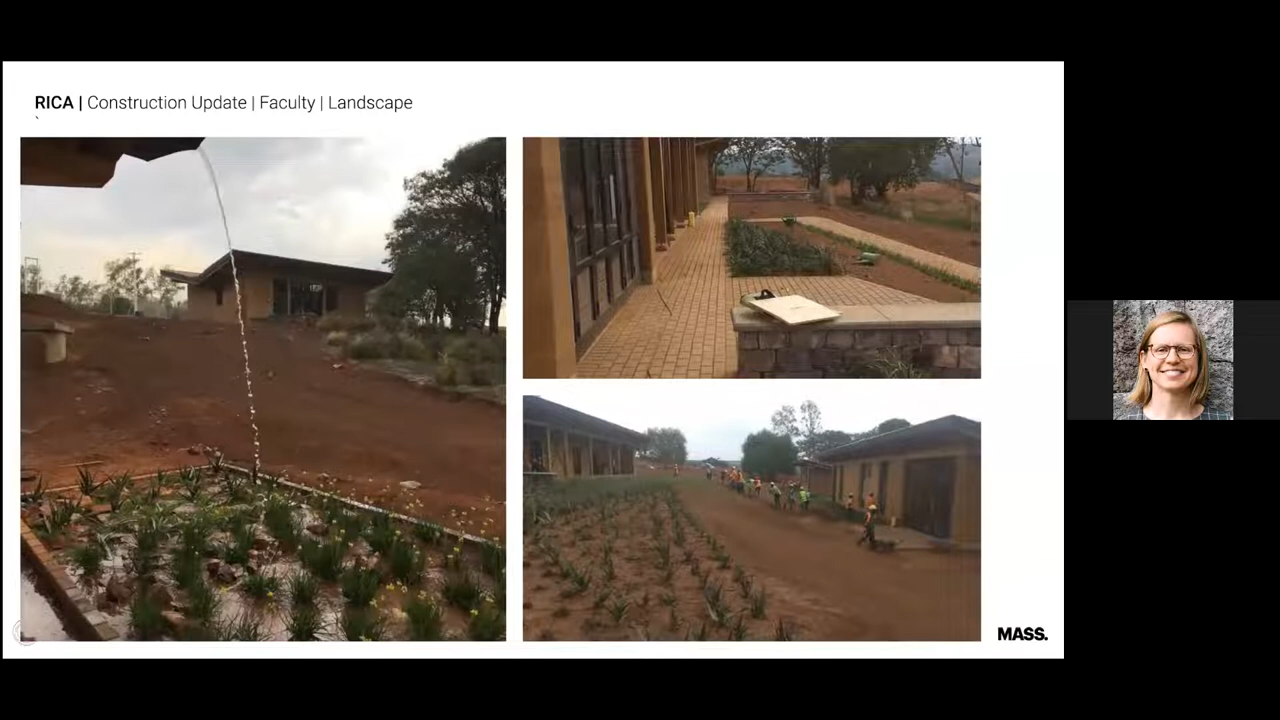 RICA | Construction Update | Faculty | Landscape
MASS.